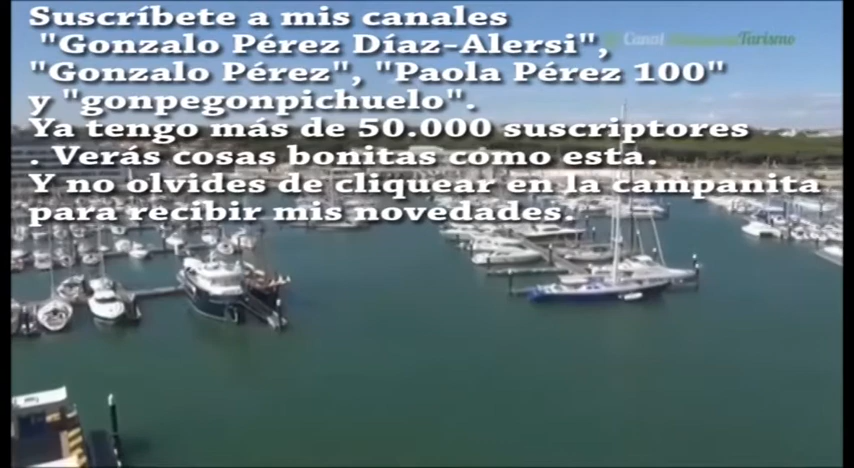 Suscríbete a mis canales
"Gonzalo Pérez Díaz-Alersi",
"Gonzalo Pérez", "Paola Pérez 100"
y "gonpegonpichuelo".
Ya tengo más de 50.000 suscriptores
. Verás cosas bonitas como esta.
Y no olvides de cliquear en la campanita
para recibir mis novedades.
Canal Turismo